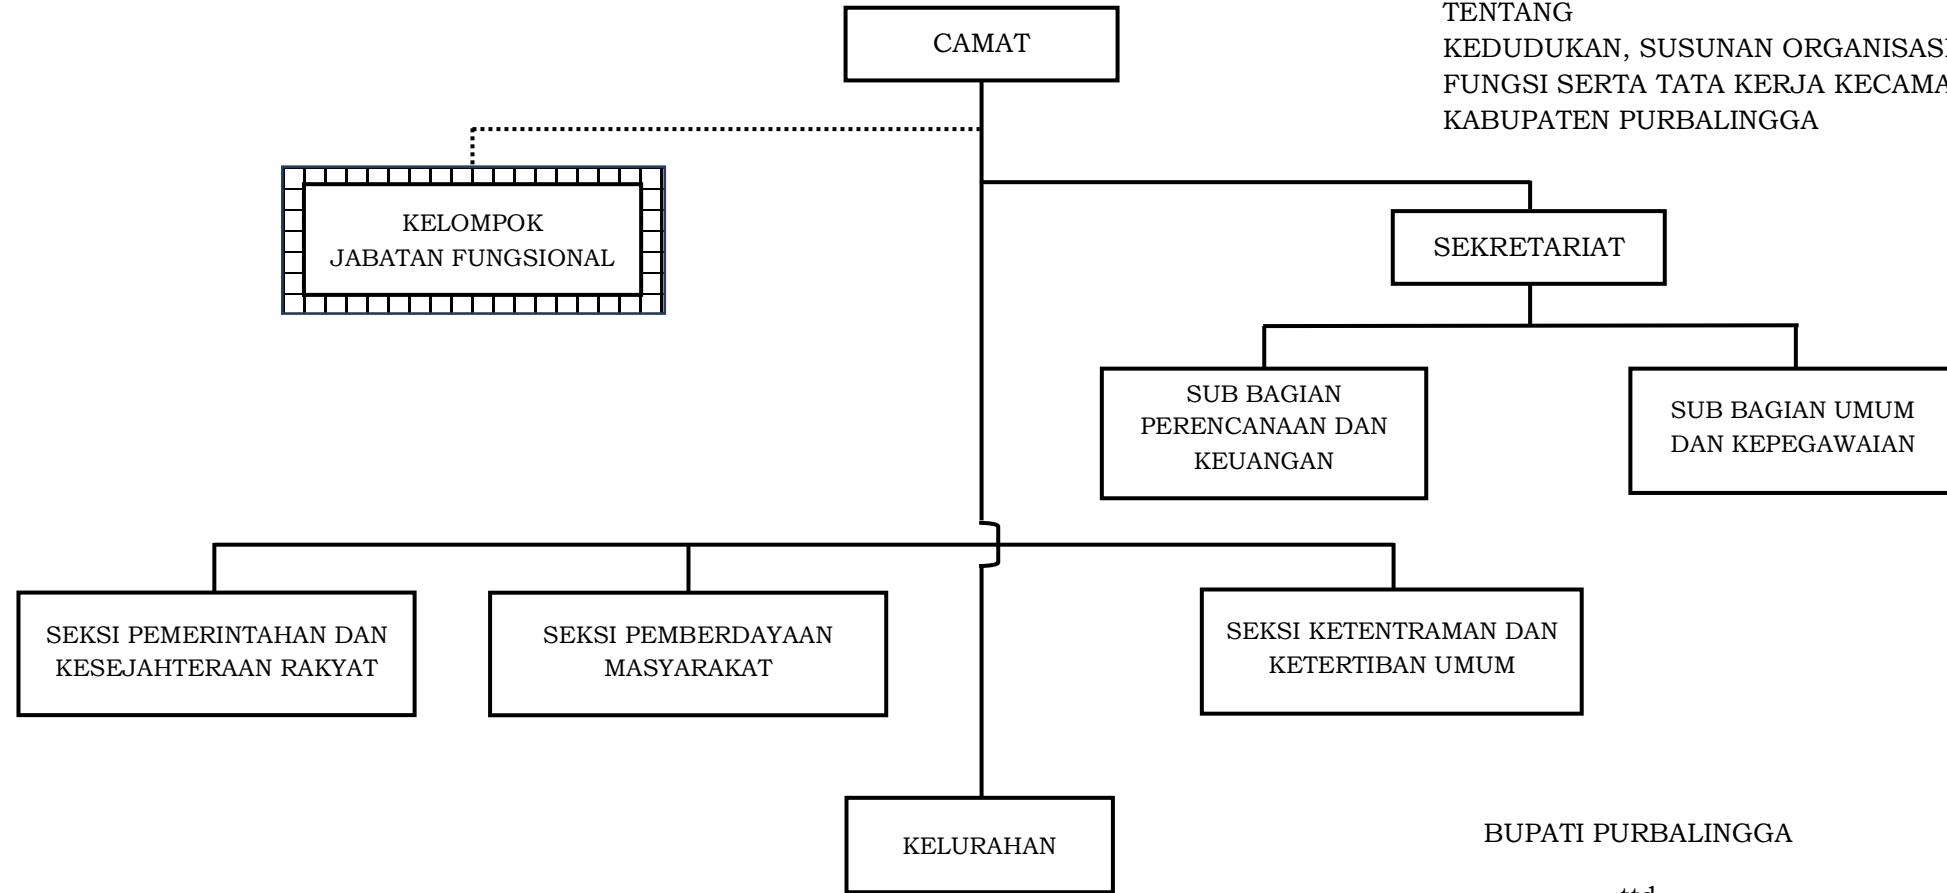 TENTANG
KEDUDUKAN, SUSUNAN ORGANISASI
FUNGSI SERTA TATA KERJA KECAMA
KABUPATEN PURBALINGGA
CAMAT
KELOMPOK
JABATAN FUNGSIONAL
SEKRETARIAT
SUB BAGIAN
PERENCANAAN DAN
KEUANGAN
SUB BAGIAN UMUM
DAN KEPEGAWAIAN
SEKSI PEMERINTAHAN DAN
KESEJAHTERAAN RAKYAT
SEKSI PEMBERDAYAAN
MASYARAKAT
SEKSI KETENTRAMAN DAN
KETERTIBAN UMUM
KELURAHAN
BUPATI PURBALINGGA
ttd